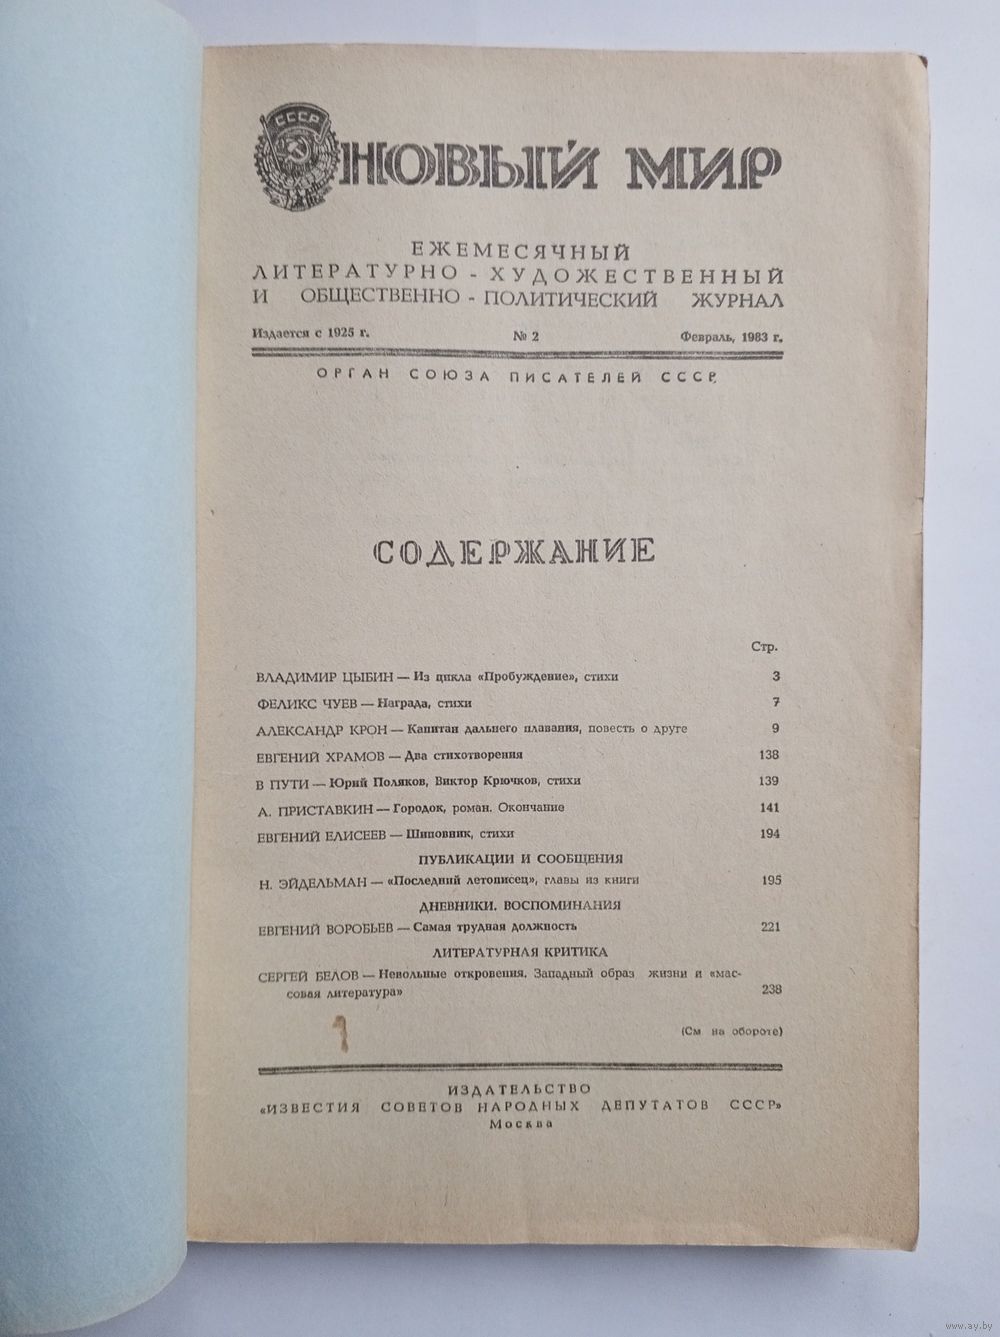 СССР
НОВЫЙ МИР
ЕЖЕМЕСЯЧНЫЙ
ЛИТЕРАТУРНО - ХУДОЖЕСТВЕННЫЙ
И ОБЩЕСТВЕННО - ПОЛИТИЧЕСКИЙ ЖУРНАЛ
Издается с 1925 г. № 2 Февраль, 1983 г.
ОРГАН СОЮЗА ПИСАТЕЛЕЙ СССР.
СОДЕРЖАНИЕ
Стр.
ВЛАДИМИР ЦЫБИН — Из цикла «Пробуждение», стихи 3
ФЕЛИКС ЧУЕВ — Награда, стихи 7
АЛЕКСАНДР КРОН — Капитан дальнего плавания, повесть о друге 9
ЕВГЕНИЙ ХРАМОВ — Два стихотворения 138
В ПУТИ — Юрий Поляков, Виктор Крючков, стихи 139
А. ПРИСТАВКИН — Городок, роман. Окончание 141
ЕВГЕНИЙ ЕЛИСЕЕВ — Шиповник, стихи 194
ПУБЛИКАЦИИ И СООБЩЕНИЯ
Н. ЭЙДЕЛЬМАН — «Последний летописец», главы из книги 195
ДНЕВНИКИ. ВОСПОМИНАНИЯ
ЕВГЕНИЙ ВОРОБЬЕВ — Самая трудная должность 221
ЛИТЕРАТУРНАЯ КРИТИКА
СЕРГЕЙ БЕЛОВ — Невольные откровения. Западный образ жизни и «мас-
совая литература» 238
(См на обороте)
ИЗДАТЕЛЬСТВО
«ИЗВЕСТИЯ СОВЕТОВ НАРОДНЫХ ДЕПУТАТОВ СССР»
Москва
www.ay.by